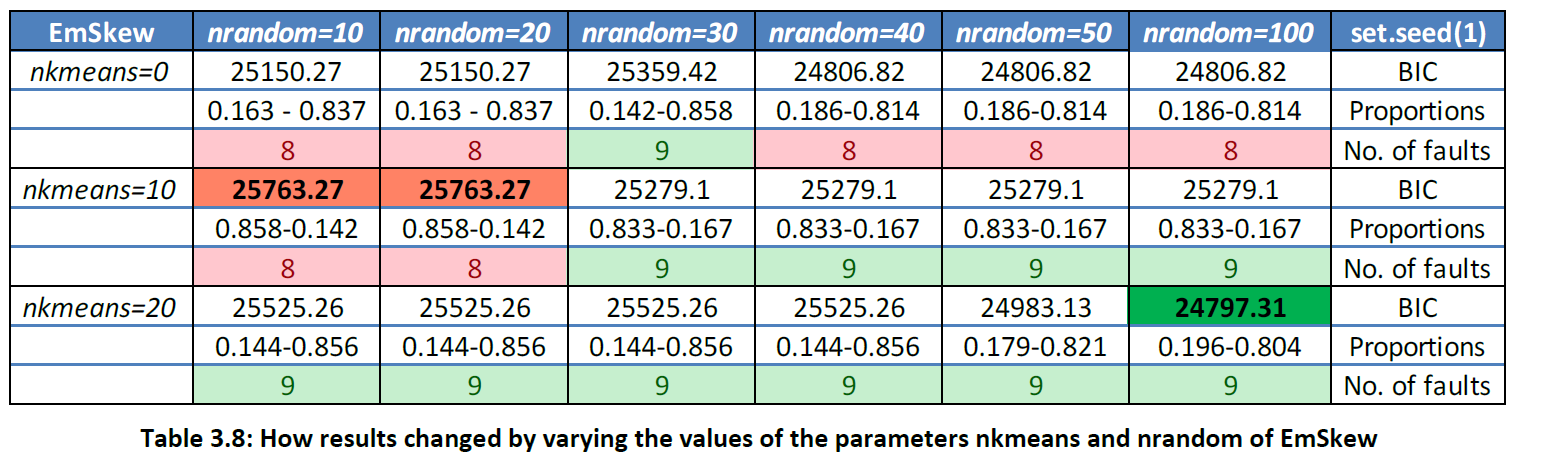 EmSkew nrandom=10 nrandom=20 nrandom=30 nrandom=40 nrandom=50 nrandom=100 set.seed(1)
nkmeans=0 25150.27 25150.27 25359.42 24806.82 24806.82 24806.82 BIC
0.163 - 0.837 0.163 - 0.837 0.142-0.858 0.186-0.814 0.186-0.814 0.186-0.814 Proportions
8 8 9 8 8 8 No. of faults
nkmeans=10 25763.27 25763.27 25279.1 25279.1 25279.1 25279.1 BIC
0.858-0.142 0.858-0.142 0.833-0.167 0.833-0.167 0.833-0.167 0.833-0.167 Proportions
8 8 9 9 9 9 No. of faults
nkmeans=20 25525.26 25525.26 25525.26 25525.26 24983.13 24797.31 BIC
0.144-0.856 0.144-0.856 0.144-0.856 0.144-0.856 0.179-0.821 0.196-0.804 Proportions
9 9 9 9 9 9 No. of faults
Table 3.8: How results changed by varying the values of the parameters nkmeans and nrandom of EmSkew